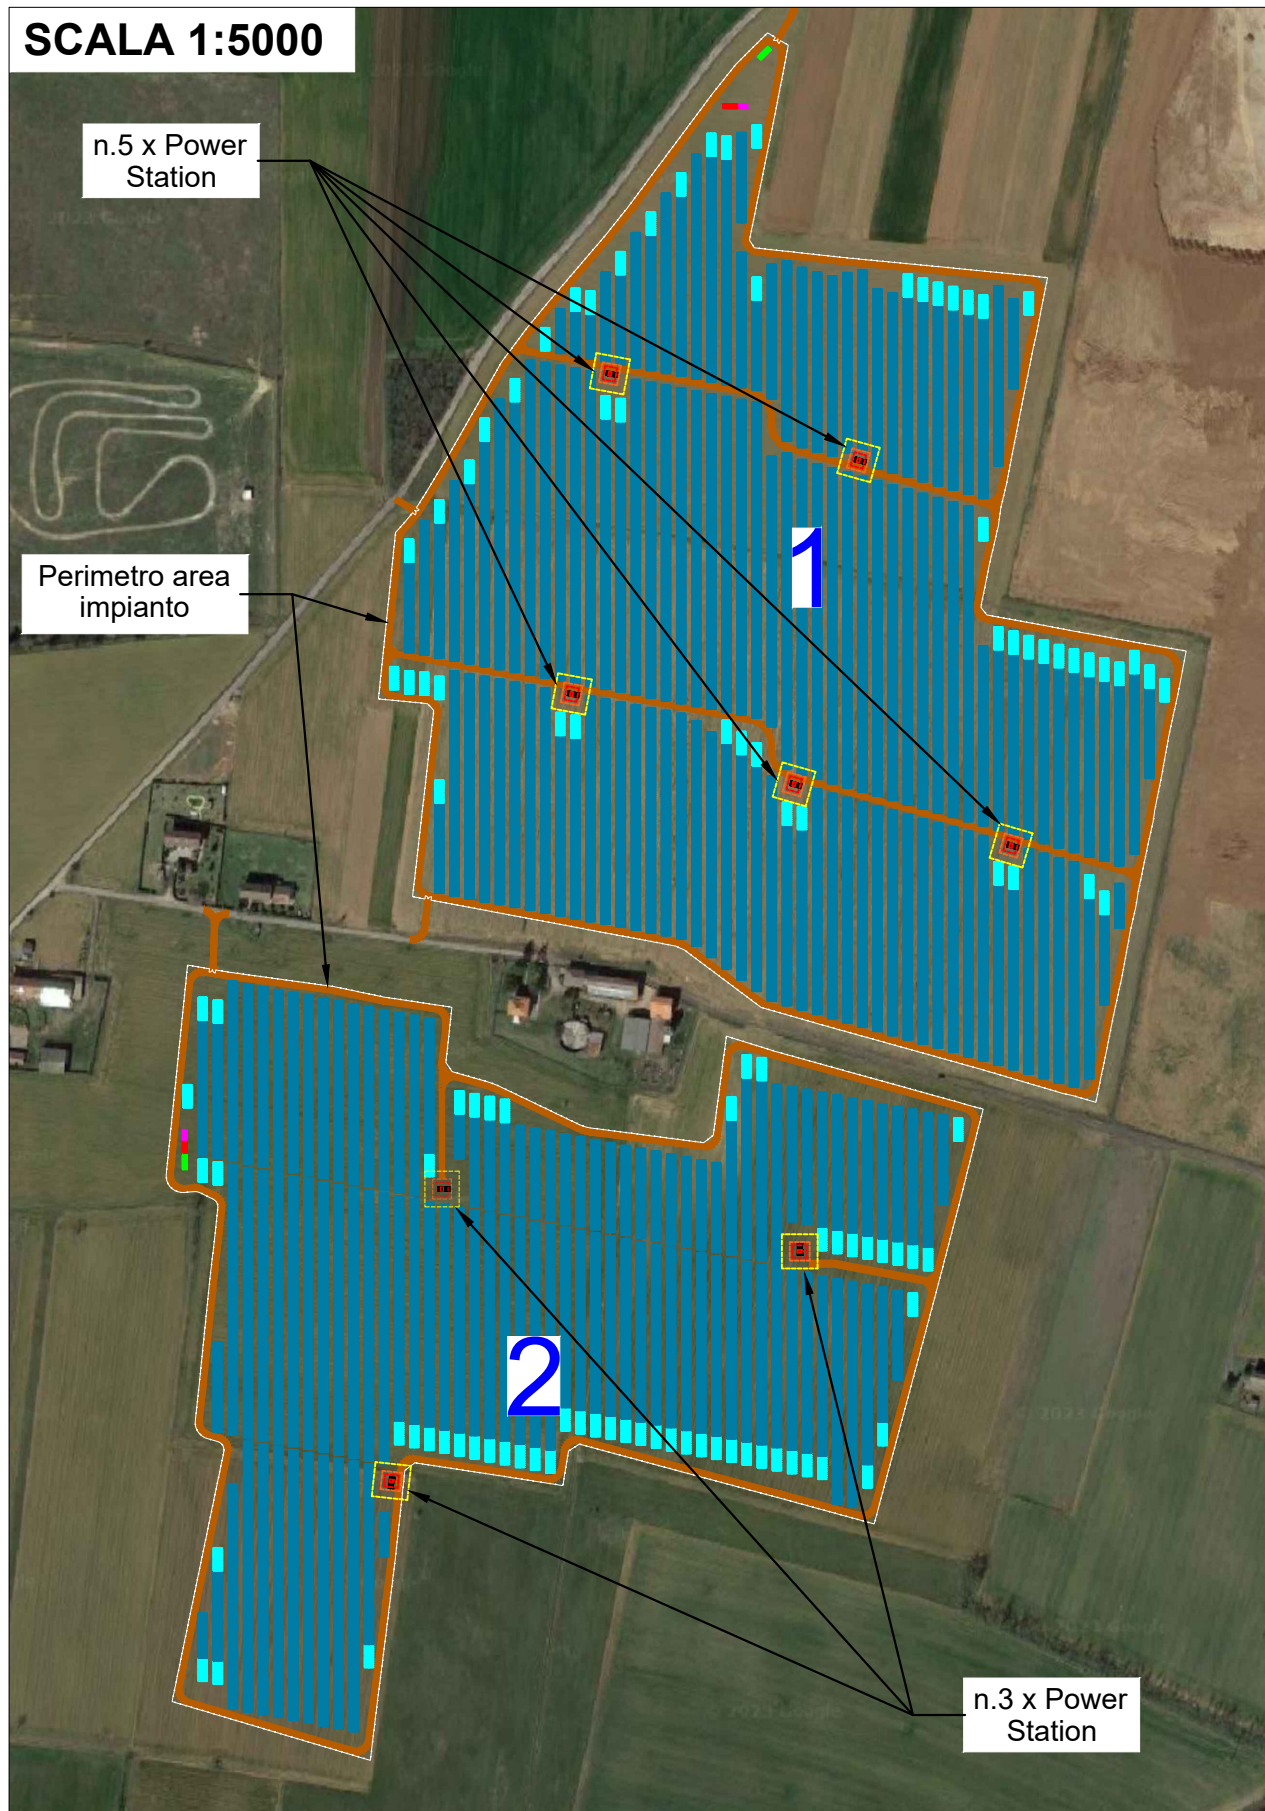 SCALA 1:5000
n.5 x Power
Station
1
Perimetro area
impianto
2
n.3 x Power
Station